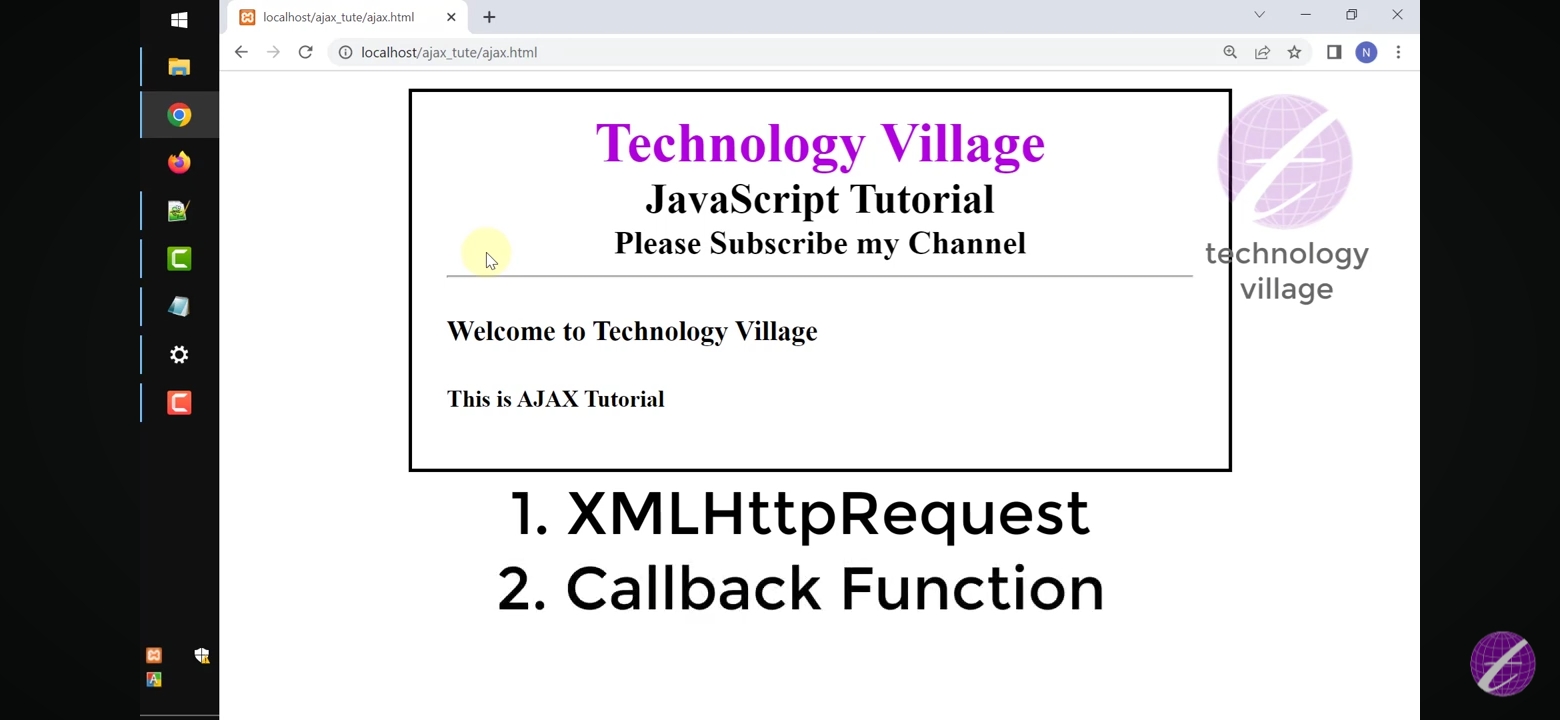 localhost/ajax_tute/ajax.html
localhost/ajax_tute/ajax.html
N
Technology Village
JavaScript Tutorial
Please Subscribe my Channel
technology
village
Welcome to Technology Village
This is AJAX Tutorial
1. XMLHttpRequest
2. Callback Function